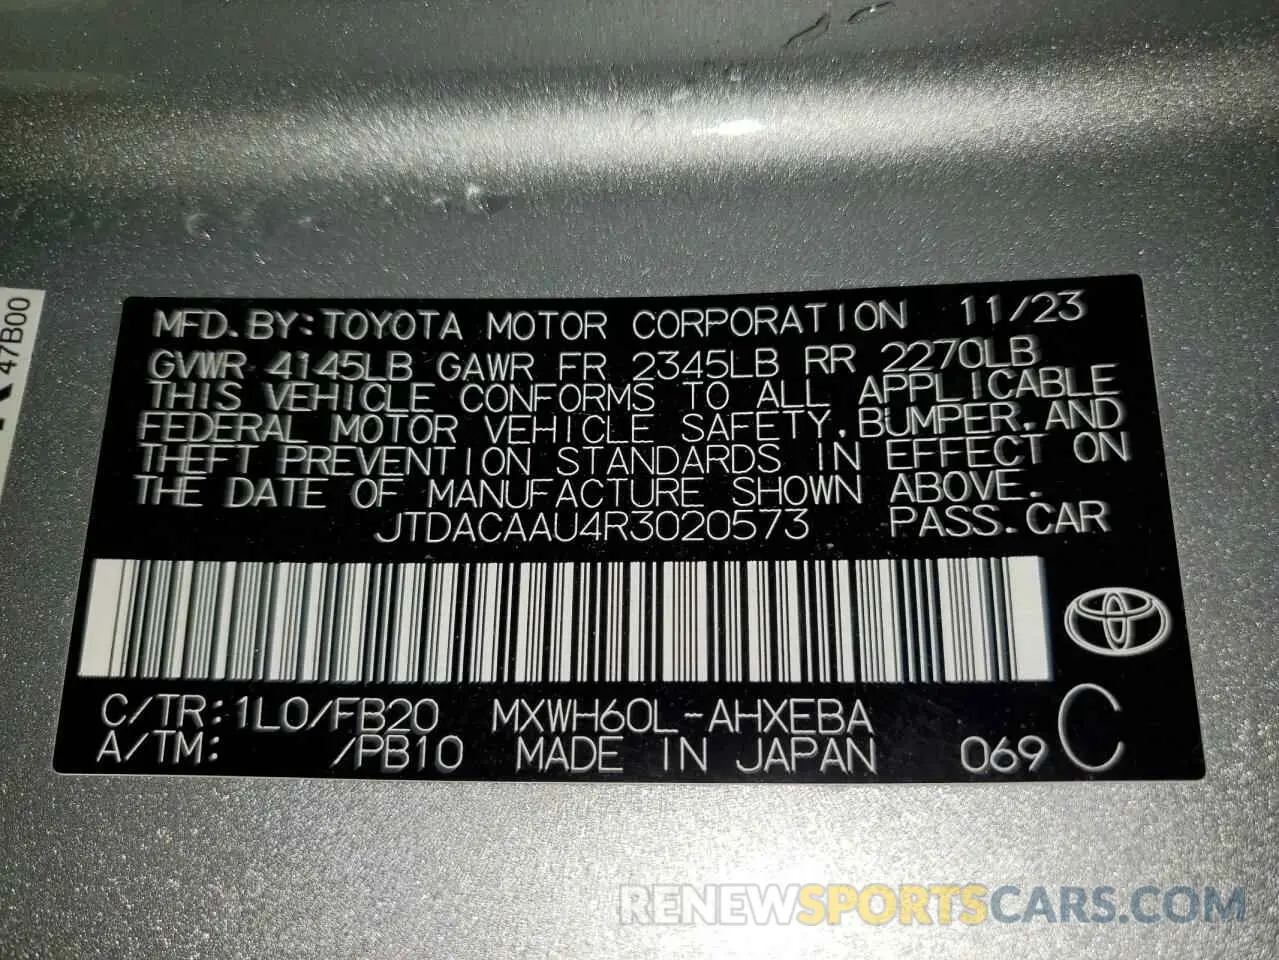 MFD.BY:TOYOTA MOTOR CORPORATION 11/23
GVWR 4145LB GAWR FR 2345LB RR 2270LB
THIS VEHICLE CONFORMS TO ALL APPLICABLE
FEDERAL MOTOR VEHICLE SAFETY,BUMPER,AND
THEFT PREVENTION STANDARDS IN EFFECT ON
THE DATE OF MANUFACTURE SHOWN ABOVE.
JTDACAAU4R3020573 PASS.CAR
C/TR:1L0/FB20 MXWH60L-AHXEBA
A/TM: /PB10 MADE IN JAPAN 069 C
47B00
RENEWSPORTSCARS.COM